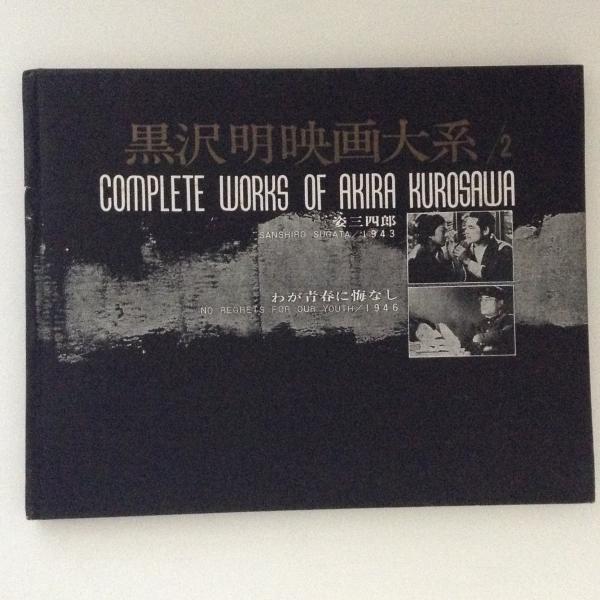 黒沢明映画大系/2
COMPLETE WORKS OF AKIRA KUROSAWA
姿三四郎
SANSHIRO SUGATA/1943
わが青春に悔なし
NO REGRETS FOR OUR YOUTH/1946